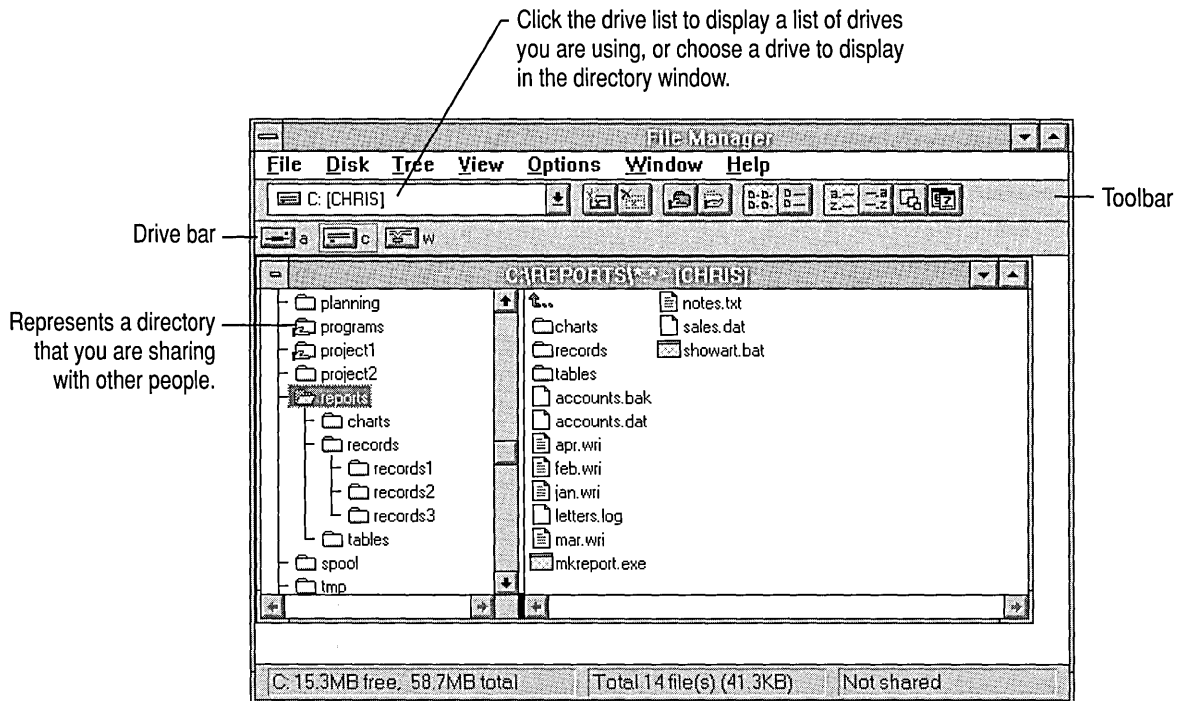 Click the drive list to display a list of drives
you are using, or choose a drive to display
in the directory window.
File Manager
File Disk Tree View Options Window Help
C: [CHRIS]
Toolbar
Drive bar
a c w
C:\REPORTS\*.* - [CHRIS]
Represents a directory
that you are sharing
with other people.
planning
programs
project1
project2
reports
charts
records
records1
records2
records3
tables
spool
tmp
..
charts
records
tables
accounts.bak
accounts.dat
apr.wri
feb.wri
jan.wri
letters.log
mar.wri
mkreport.exe
notes.txt
sales.dat
showart.bat
C: 15.3MB free, 58.7MB total
Total 14 file(s) (41.3KB)
Not shared